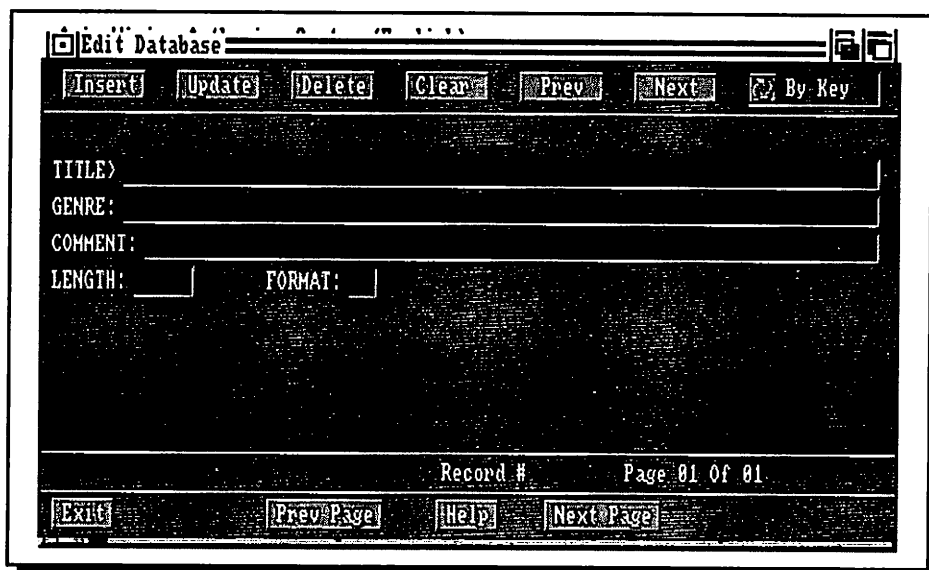 Edit Database
Insert Update Delete Clear Prev Next By Key
TITLE>
GENRE:
COMMENT:
LENGTH: FORMAT:
Record # Page 01 Of 01
Exit Prev Page Help Next Page